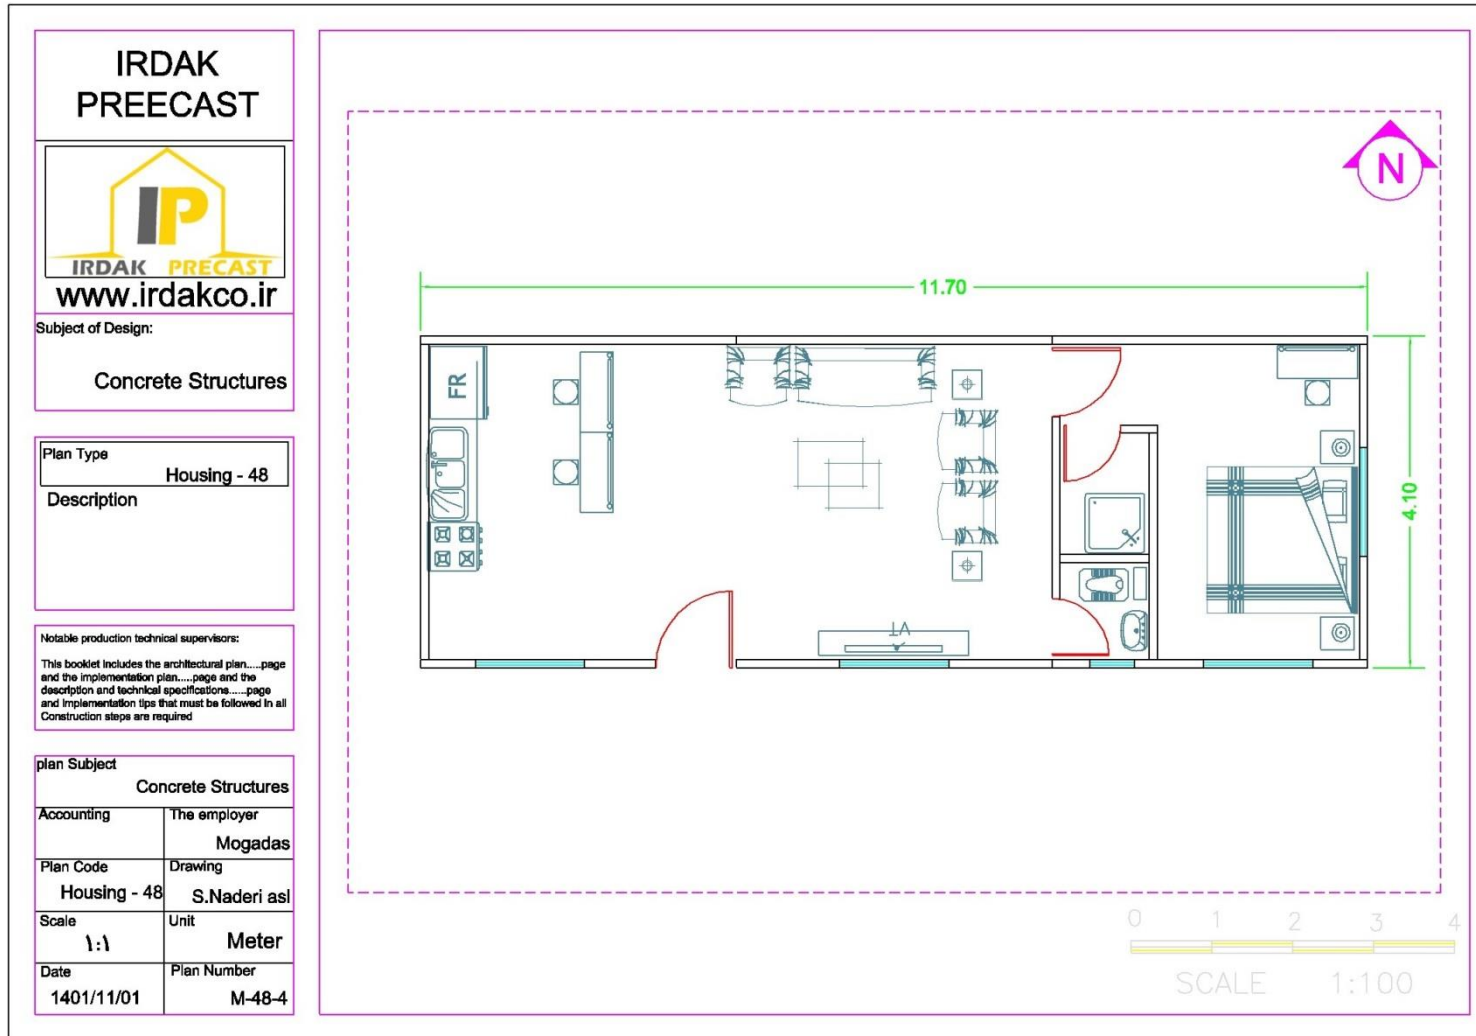 IRDAK
PREECAST
IP
IRDAK PRECAST
www.irdakco.ir
Subject of Design:
Concrete Structures
Plan Type
Housing - 48
Description
Notable production technical supervisors:
This booklet includes the architectural plan.....page
and the implementation plan.....page and the
description and technical specifications.....page
and implementation tips that must be followed in all
Construction steps are required
plan Subject
Concrete Structures
Accounting
The employer
Mogadas
Plan Code
Housing - 48
Drawing
S.Naderi asl
Scale
۱:۱
Unit
Meter
Date
1401/11/01
Plan Number
M-48-4
N
11.70
FR
4.10
TV
0 1 2 3 4
SCALE 1:100